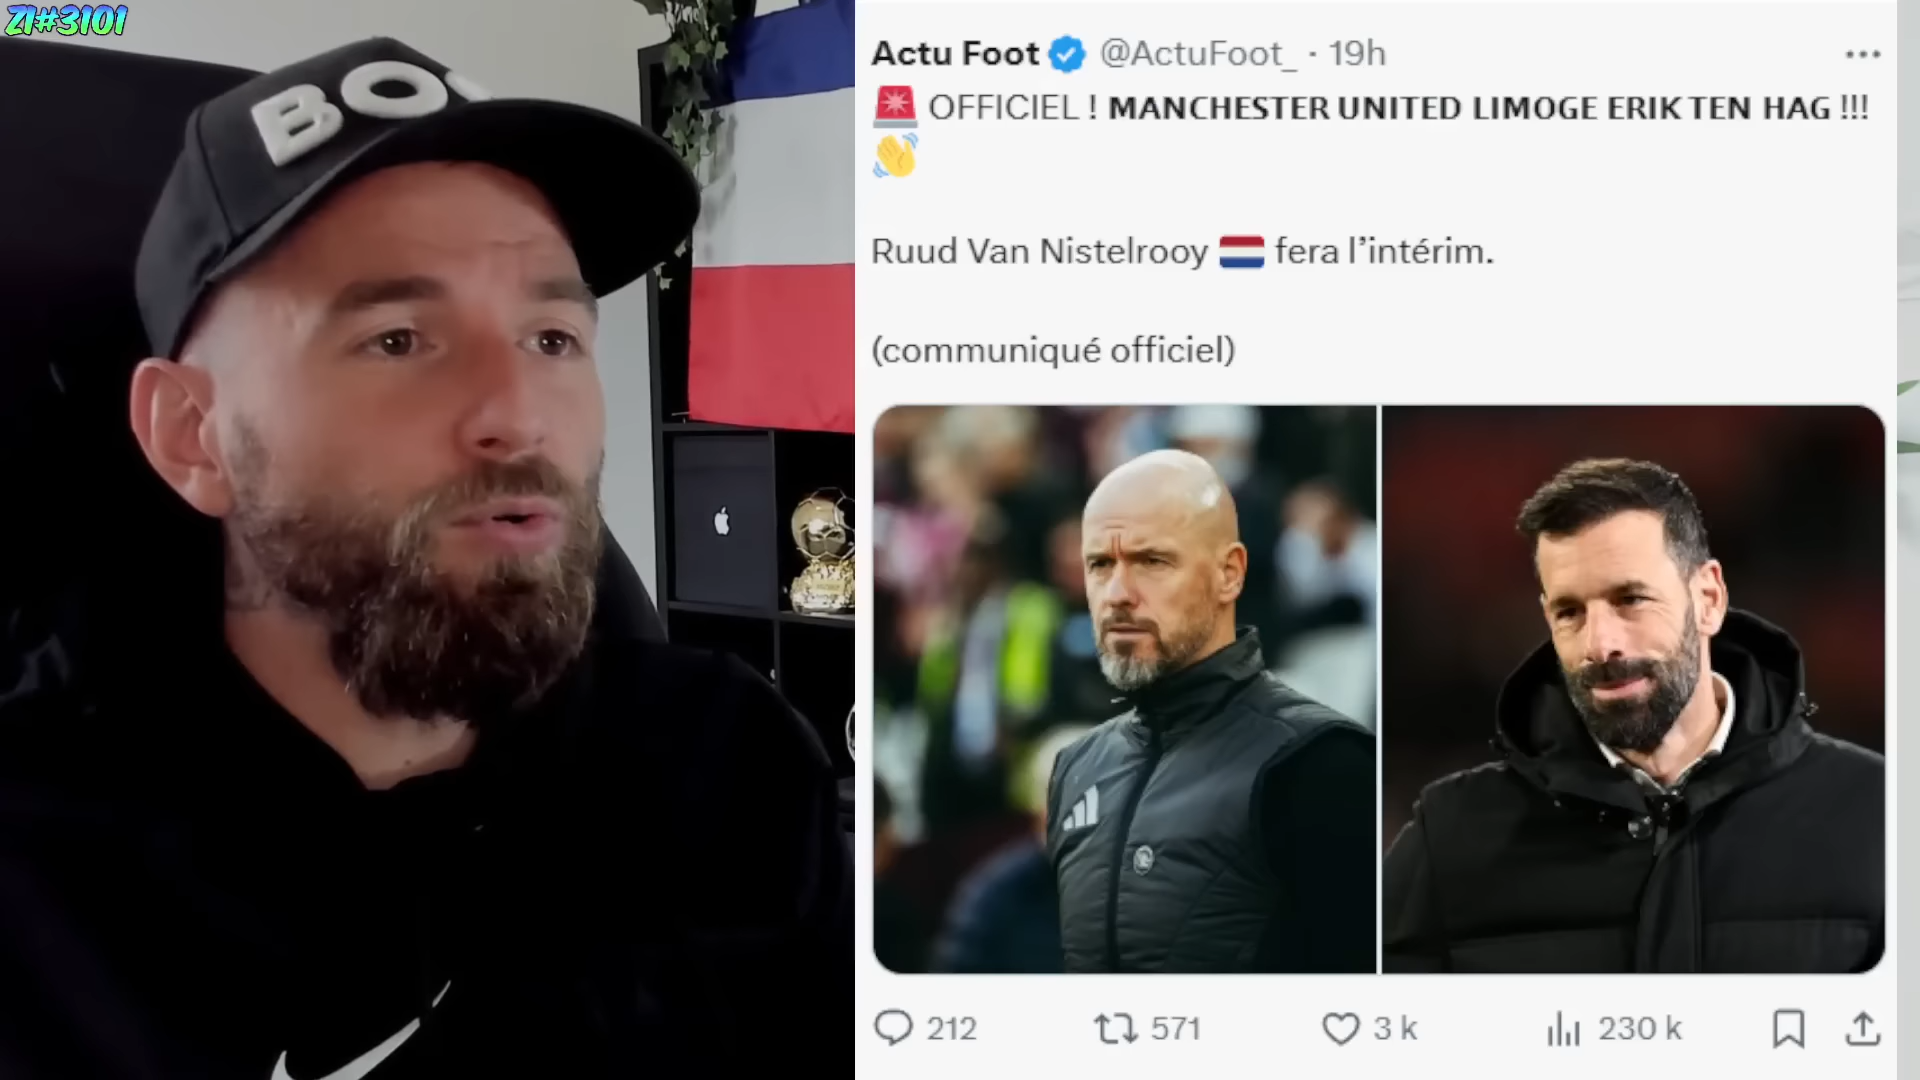 Z1#3101
BO
Actu Foot @ActuFoot_ · 19h
🚨 OFFICIEL ! MANCHESTER UNITED LIMOGE ERIK TEN HAG !!!
👋
Ruud Van Nistelrooy 🇳🇱 fera l’intérim.
(communiqué officiel)
212 571 3 k 230 k